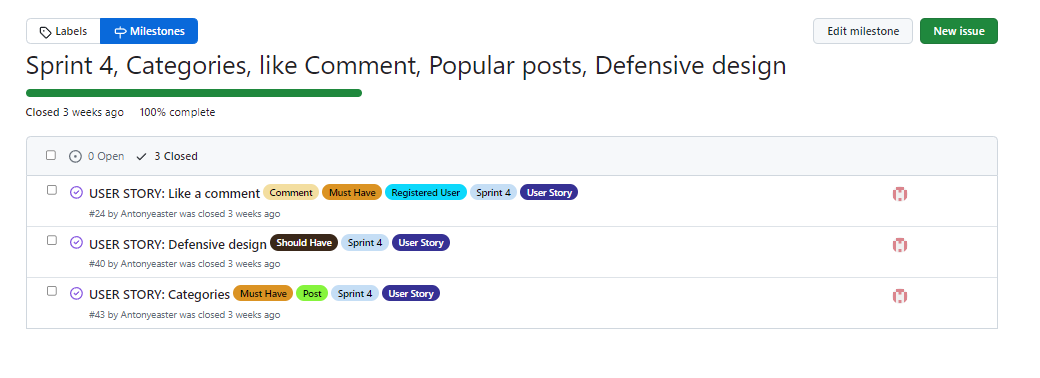 Labels Milestones Edit milestone New issue
Sprint 4, Categories, like Comment, Popular posts, Defensive design
Closed 3 weeks ago 100% complete
0 Open 3 Closed
USER STORY: Like a comment Comment Must Have Registered User Sprint 4 User Story
#24 by Antonyeaster was closed 3 weeks ago
USER STORY: Defensive design Should Have Sprint 4 User Story
#40 by Antonyeaster was closed 3 weeks ago
USER STORY: Categories Must Have Post Sprint 4 User Story
#43 by Antonyeaster was closed 3 weeks ago